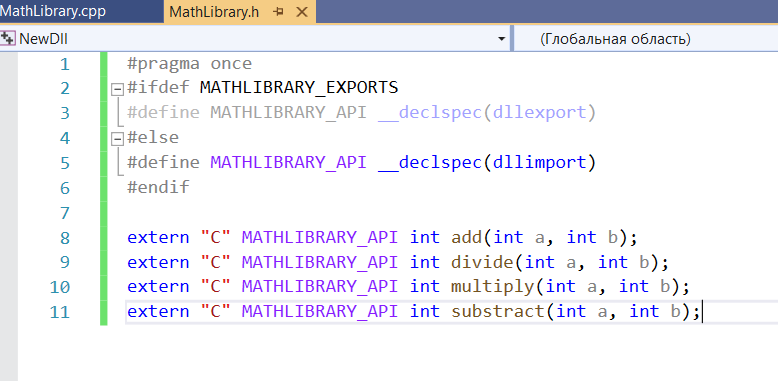 MathLibrary.cpp MathLibrary.h
NewDll (Глобальная область)
1 #pragma once
2 #ifdef MATHLIBRARY_EXPORTS
3 #define MATHLIBRARY_API __declspec(dllexport)
4 #else
5 #define MATHLIBRARY_API __declspec(dllimport)
6 #endif
7
8 extern "C" MATHLIBRARY_API int add(int a, int b);
9 extern "C" MATHLIBRARY_API int divide(int a, int b);
10 extern "C" MATHLIBRARY_API int multiply(int a, int b);
11 extern "C" MATHLIBRARY_API int substract(int a, int b);